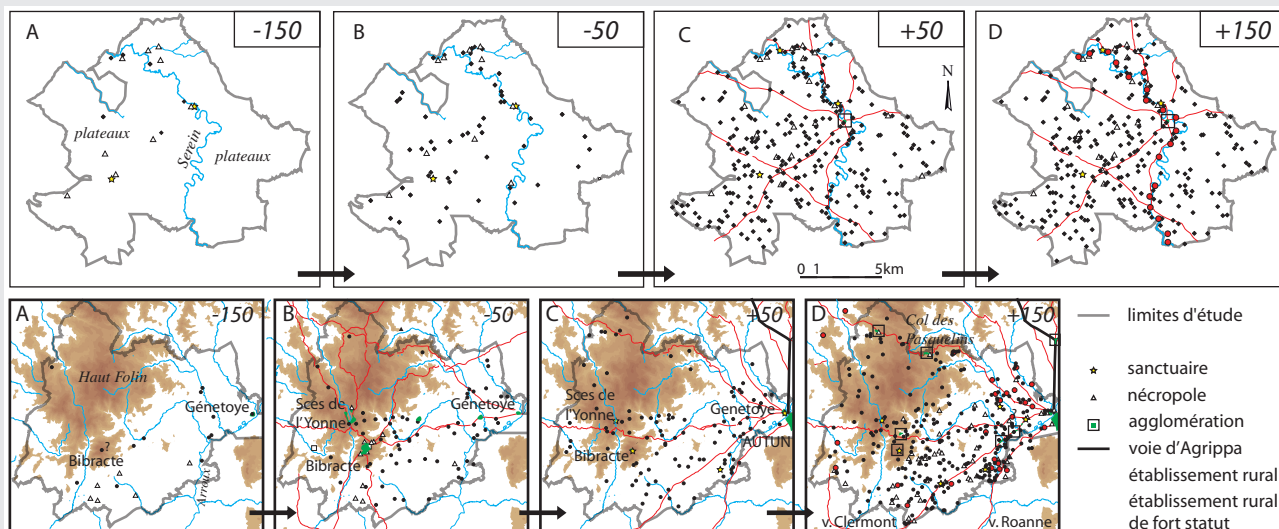 A
-150
plateaux
Serein
plateaux
B
-50
C
+50
N
0 1 5km
D
+150
A
-150
Haut Folin
Génetoye
?
Bibracte
Arroux
B
-50
Sces de
l'Yonne
Genetoye
Bibracte
C
+50
Sces de
l'Yonne
Genetoye
AUTUN
Bibracte
D
+150
Col des
Pasquelins
v. Clermont
v. Roanne
limites d'étude
sanctuaire
nécropole
agglomération
voie d'Agrippa
établissement rural
établissement rural
de fort statut